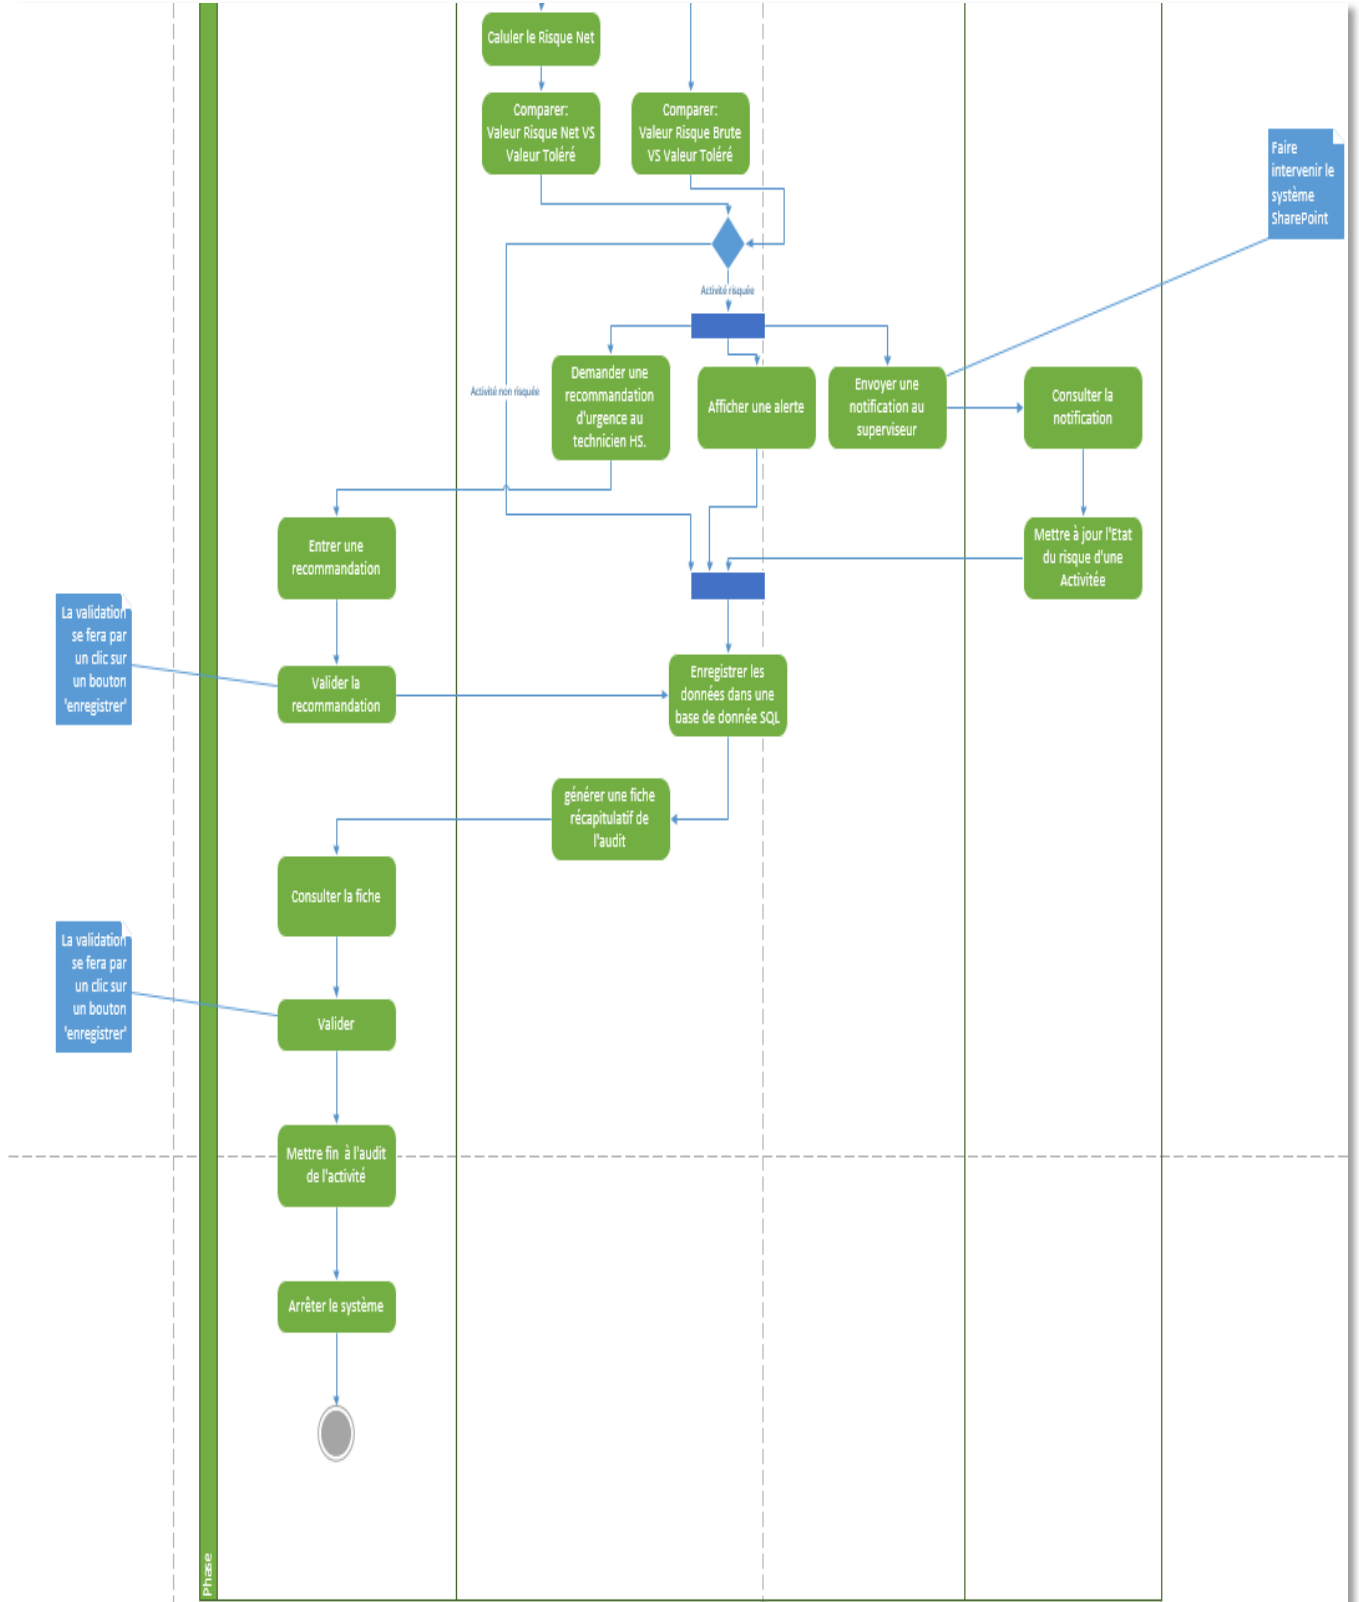 Caluler le Risque Net
Comparer:
Valeur Risque Net VS
Valeur Toléré
Comparer:
Valeur Risque Brute
VS Valeur Toléré
Faire
intervenir le
système
SharePoint
Activité risquée
Activité non risquée
Demander une
recommandation
d'urgence au
technicien HS.
Afficher une alerte
Envoyer une
notification au
superviseur
Consulter la
notification
Entrer une
recommandation
Mettre à jour l'Etat
du risque d'une
Activitée
La validation
se fera par
un clic sur
un bouton
'enregistrer'
Valider la
recommandation
Enregistrer les
données dans une
base de donnée SQL
générer une fiche
récapitulatif de
l'audit
Consulter la fiche
La validation
se fera par
un clic sur
un bouton
'enregistrer'
Valider
Mettre fin à l'audit
de l'activité
Arrêter le système
Phase